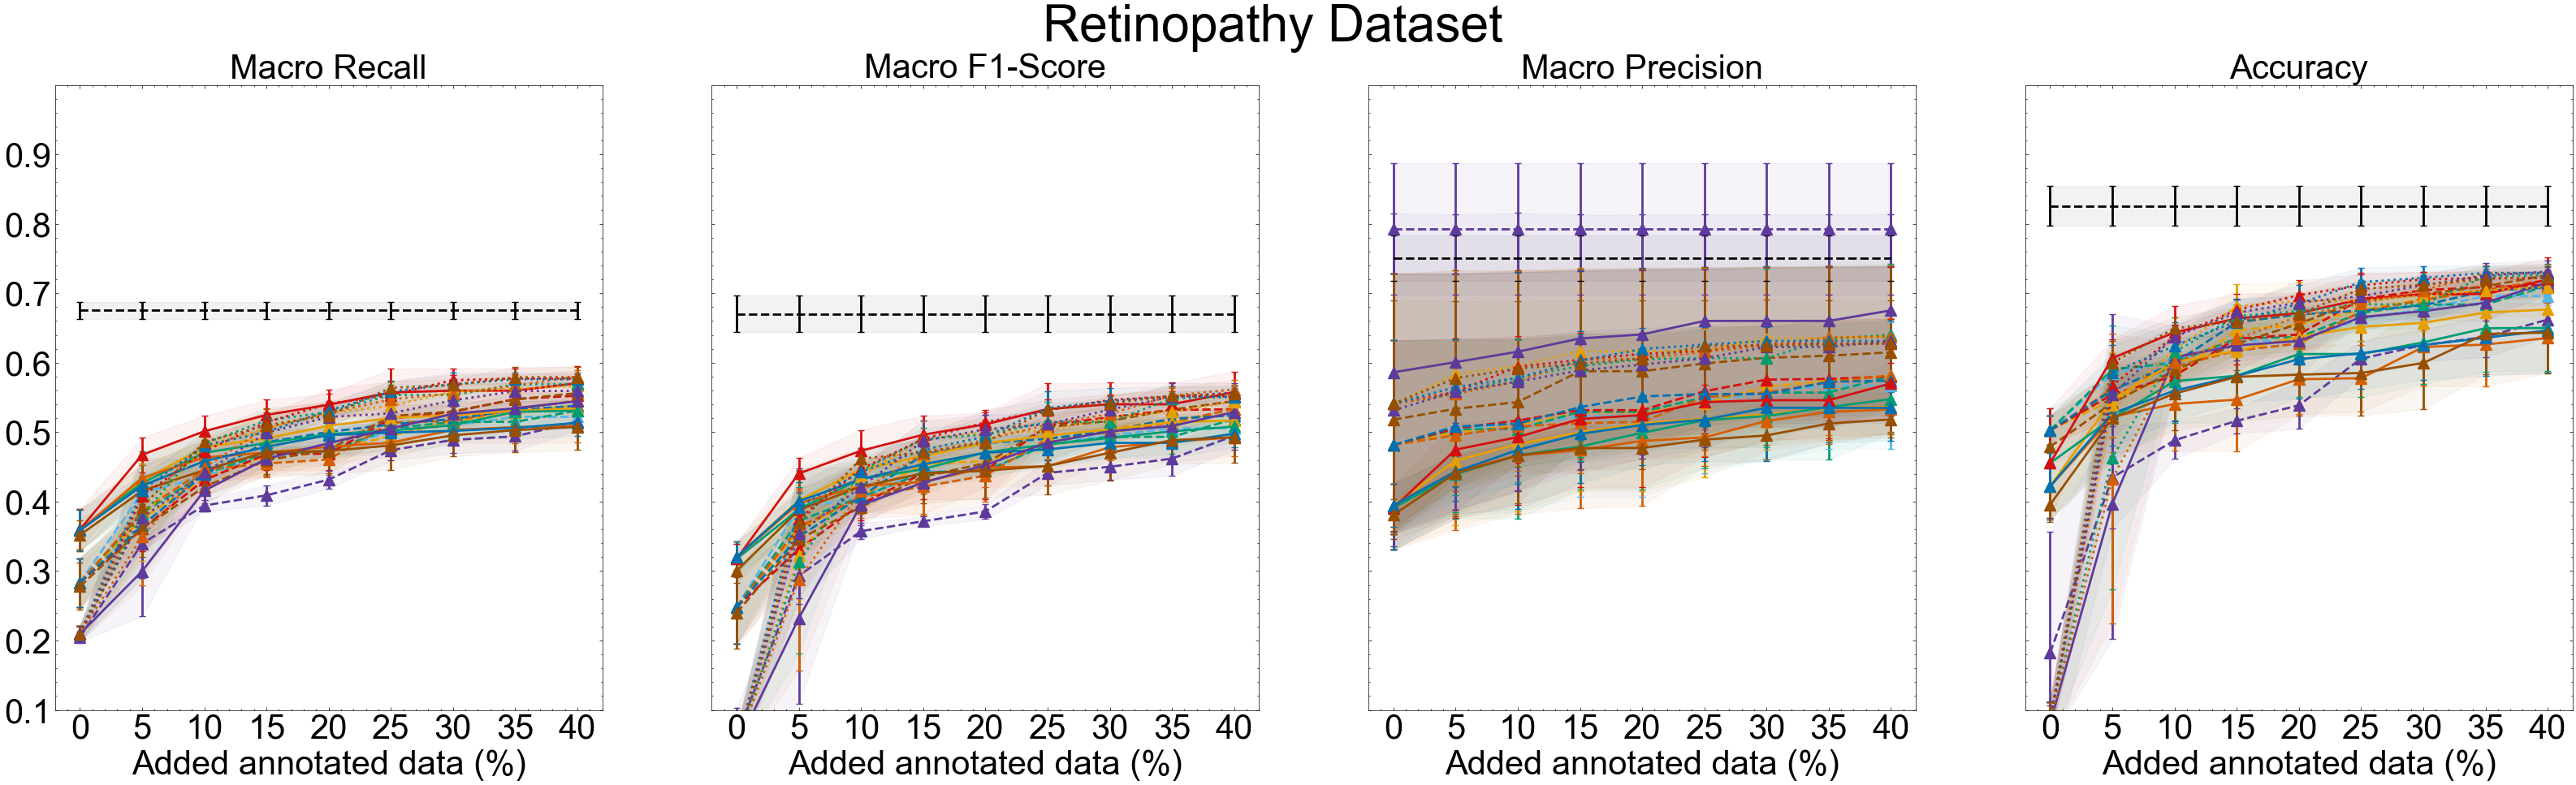 Retinopathy Dataset
Macro Recall
Macro F1-Score
Macro Precision
Accuracy
0.9
0.8
0.7
0.6
0.5
0.4
0.3
0.2
0.1
0 5 10 15 20 25 30 35 40
0 5 10 15 20 25 30 35 40
0 5 10 15 20 25 30 35 40
0 5 10 15 20 25 30 35 40
Added annotated data (%)
Added annotated data (%)
Added annotated data (%)
Added annotated data (%)